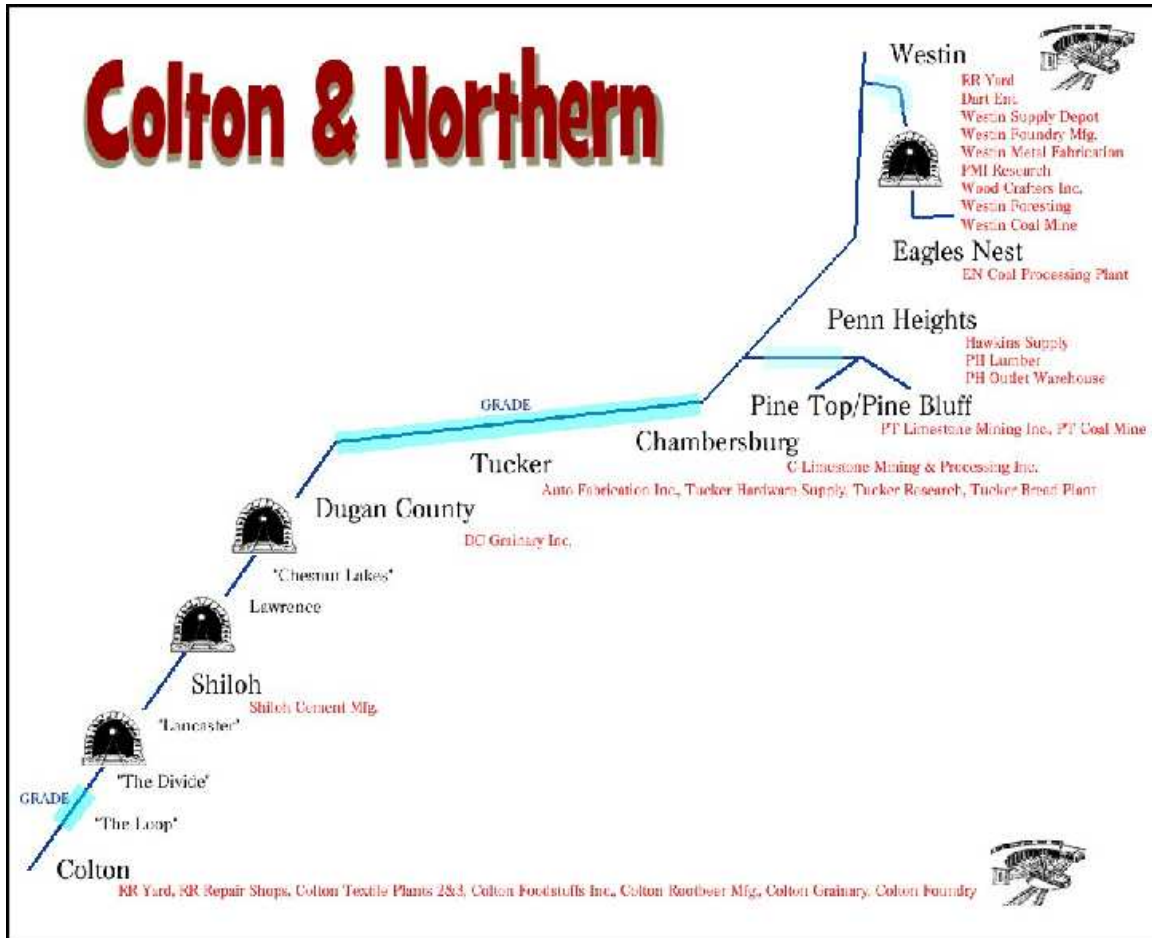 Colton & Northern
Westin
RR Yard
Dart Ent.
Westin Supply Depot
Westin Foundry Mfg.
Westin Metal Fabrication
PMI Research
Wood Crafters Inc.
Westin Foresting
Westin Coal Mine
Eagles Nest
EN Coal Processing Plant
Penn Heights
Hawkins Supply
PH Lumber
PH Outlet Warehouse
Pine Top/Pine Bluff
PT Limestone Mining Inc., PT Coal Mine
GRADE
Chambersburg
C Limestone Mining & Processing Inc.
Tucker
Auto Fabrication Inc., Tucker Hardware Supply, Tucker Research, Tucker Bread Plant
Dugan County
DC Grainary Inc.
"Chesnut Lakes"
Lawrence
Shiloh
Shiloh Cement Mfg.
"Lancaster"
"The Divide"
GRADE
"The Loop"
Colton
RR Yard, RR Repair Shops, Colton Textile Plants 2&3, Colton Foodstuffs Inc., Colton Rootbeer Mfg., Colton Grainary, Colton Foundry